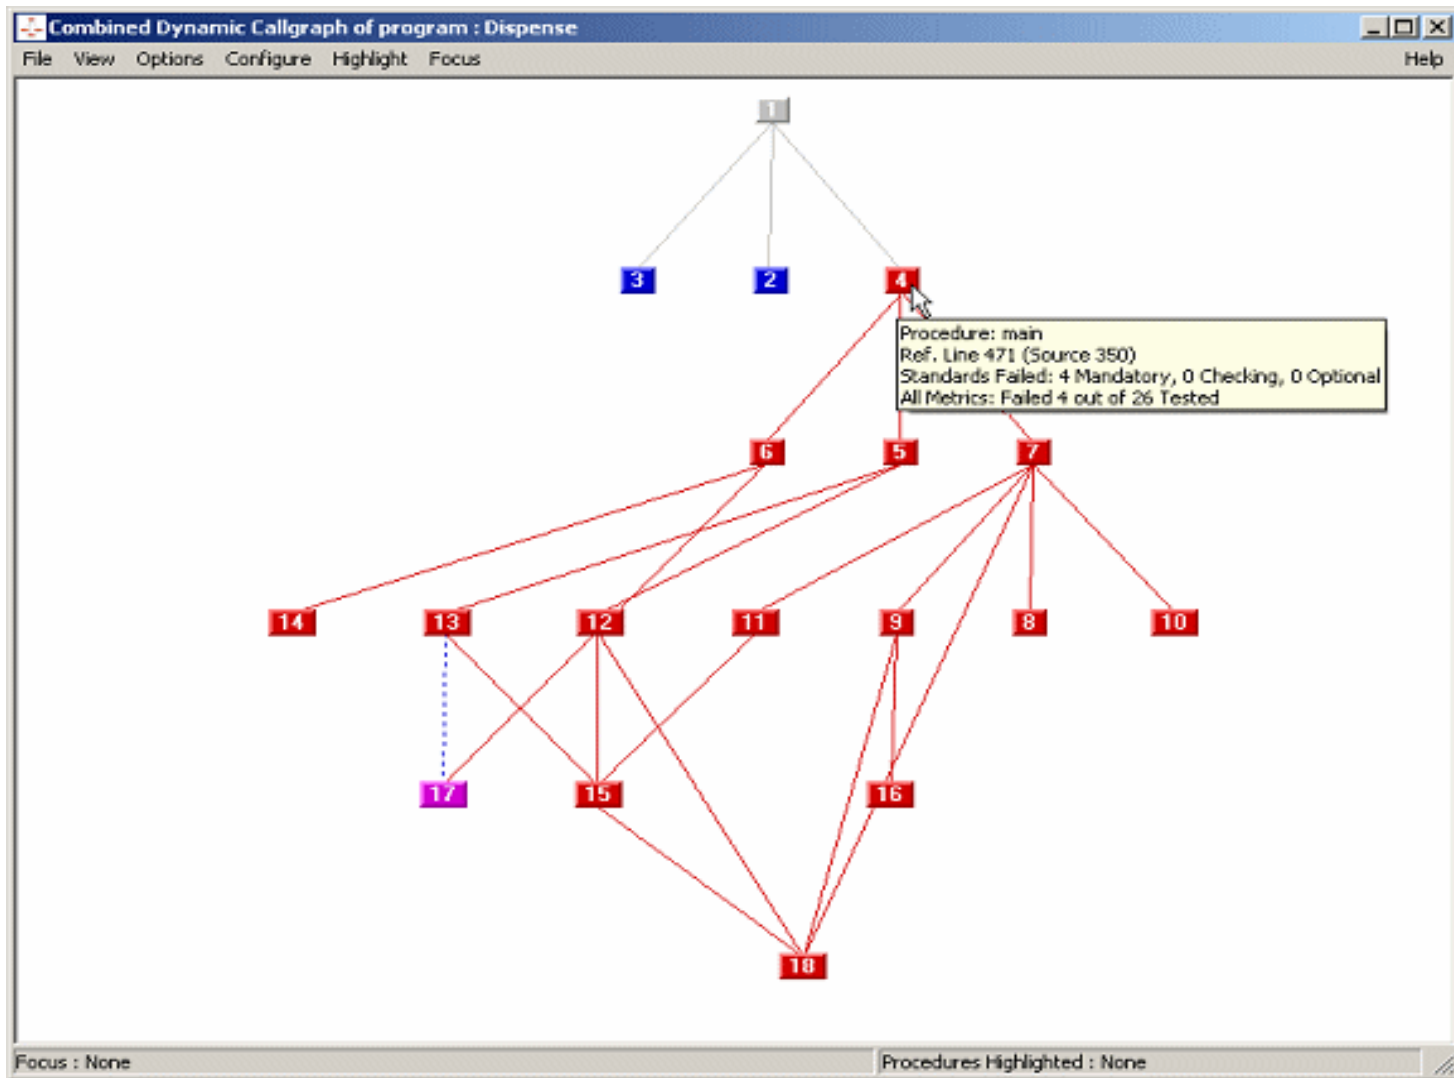 Combined Dynamic Callgraph of program : Dispense
File View Options Configure Highlight Focus Help
1
3 2 4
Procedure: main
Ref. Line 471 (Source 350)
Standards Failed: 4 Mandatory, 0 Checking, 0 Optional
All Metrics: Failed 4 out of 26 Tested
6 5 7
14 13 12 11 9 8 10
17 15 16
18
Focus : None Procedures Highlighted : None